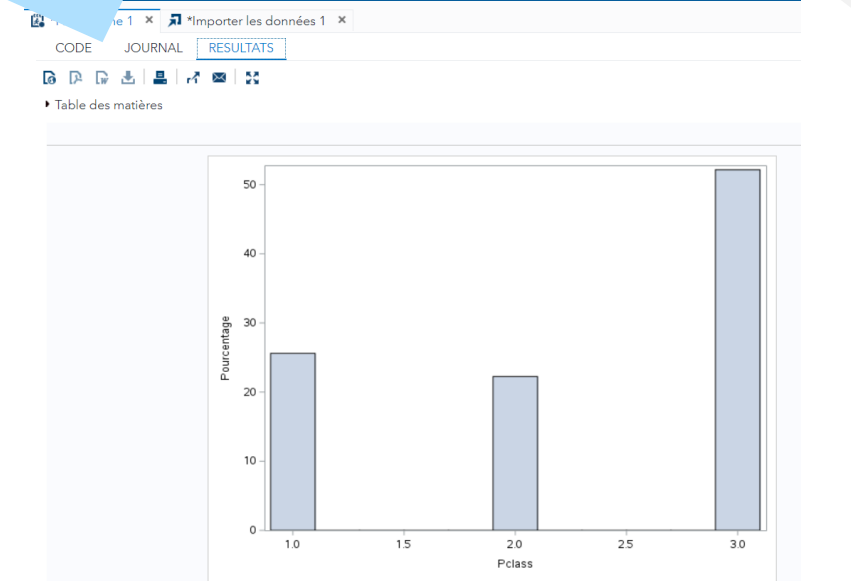 ne 1 × *Importer les données 1 ×
CODE JOURNAL RESULTATS
Table des matières
50
40
30
20
10
0
Pourcentage
1.0 1.5 2.0 2.5 3.0
Pclass